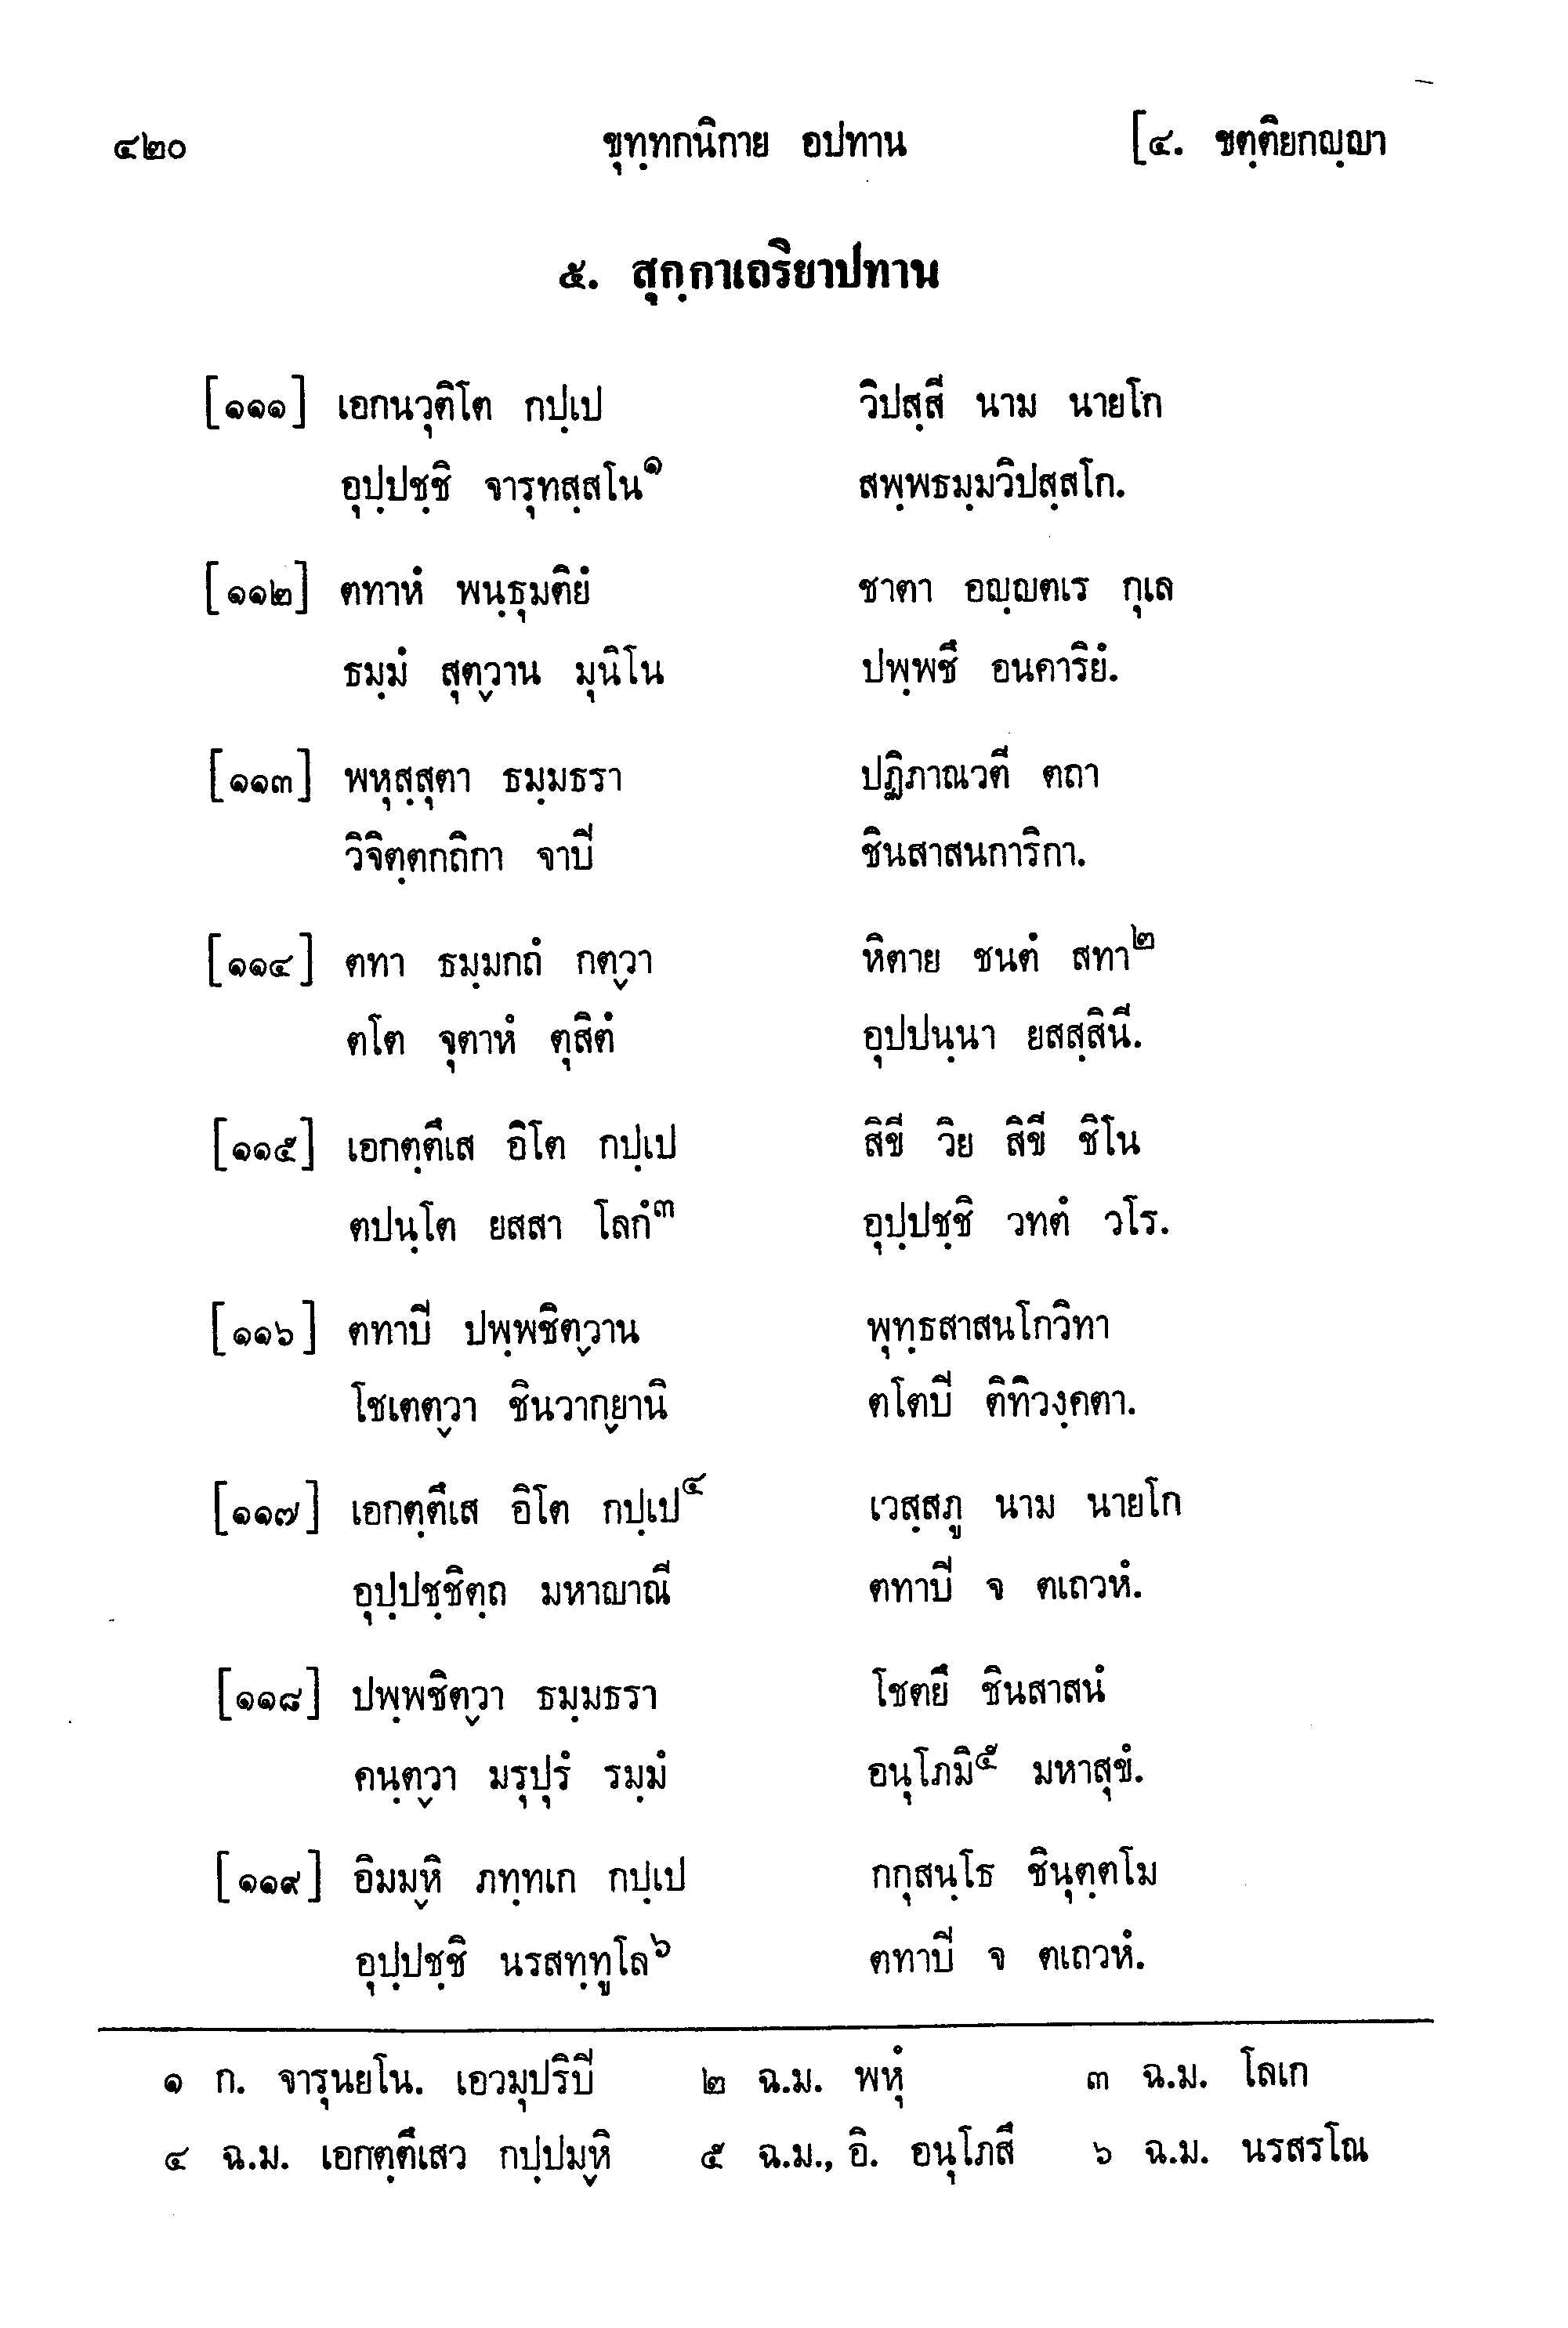 ๔๒๐ ขุทฺทกนิกาย อปทาน [๔. ขตฺติยกญฺญา
๕. สุกฺกาเถริยาปทาน
[๑๑๑] เอกนวุติโต กปฺเป วิปสฺสี นาม นายโก
อุปฺปชฺชิ จารุทสฺสโน๑ สพฺพธมฺมวิปสฺสโก.
[๑๑๒] ตทาหํ พนฺธุมติยํ ชาตา อญฺญตเร กุเล
ธมฺมํ สุตฺวาน มุนิโน ปพฺพชึ อนคาริยํ.
[๑๑๓] พหุสฺสุตา ธมฺมธรา ปฏิภาณวตี ตถา
วิจิตฺตกถิกา จาปี ชินสาสนการิกา.
[๑๑๔] ตทา ธมฺมกถํ กตฺวา หิตาย ชนตํ สทา๒
ตโต จุตาหํ ตุสิตํ อุปปนฺนา ยสสฺสินี.
[๑๑๕] เอกตฺตึเส อิโต กปฺเป สิขี วิย สิขี ชิโน
ตปนฺโต ยสสา โลกํ๓ อุปฺปชฺชิ วทตํ วโร.
[๑๑๖] ตทาปี ปพฺพชิตฺวาน พุทฺธสาสนโกวิทา
โชเตตฺวา ชินวากฺยานิ ตโตปี ติทิวงฺคตา.
[๑๑๗] เอกตฺตึเส อิโต กปฺเป๔ เวสฺสภู นาม นายโก
อุปฺปชฺชิตฺถ มหาญาณี ตทาปี จ ตเถวหํ.
[๑๑๘] ปพฺพชิตฺวา ธมฺมธรา โชตยึ ชินสาสนํ
คนฺตฺวา มรุปุรํ รมฺมํ อนุโภมิ๕ มหาสุขํ.
[๑๑๙] อิมมฺหิ ภทฺทเก กปฺเป กกุสนฺโธ ชินุตฺตโม
อุปฺปชฺชิ นรสทฺทูโล๖ ตทาปี จ ตเถวหํ.
๑ ก. จารุนยโน. เอวมุปริปี ๒ ฉ.ม. พหุํ ๓ ฉ.ม. โลเก
๔ ฉ.ม. เอกตฺตึเสว กปฺปมฺหิ ๕ ฉ.ม., อิ. อนุโภสึ ๖ ฉ.ม. นรสรโณ